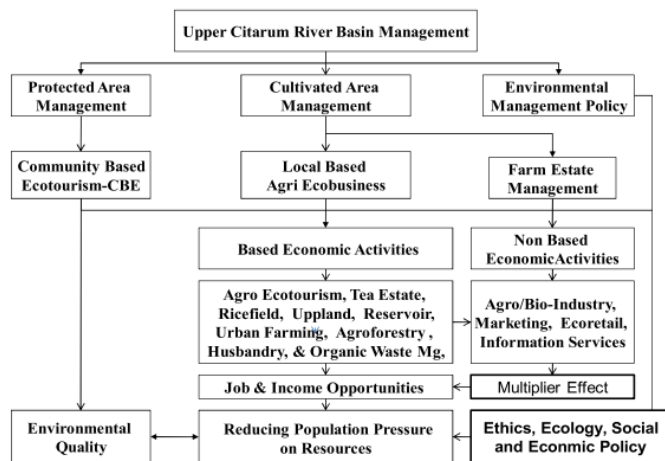 Upper Citarum River Basin Management
Protected Area
Management
Cultivated Area
Management
Environmental
Management Policy
Community Based
Ecotourism-CBE
Local Based
Agri Ecobusiness
Farm Estate
Management
Based Economic Activities
Non Based
EconomicActivities
Agro Ecotourism, Tea Estate,
Ricefield, Uppland, Reservoir,
Urban Farming, Agroforestry ,
Husbandry, & Organic Waste Mg,
Agro/Bio-Industry,
Marketing, Ecoretail,
Information Services
Job & Income Opportunities
Multiplier Effect
Environmental
Quality
Reducing Population Pressure
on Resources
Ethics, Ecology, Social
and Econmic Policy